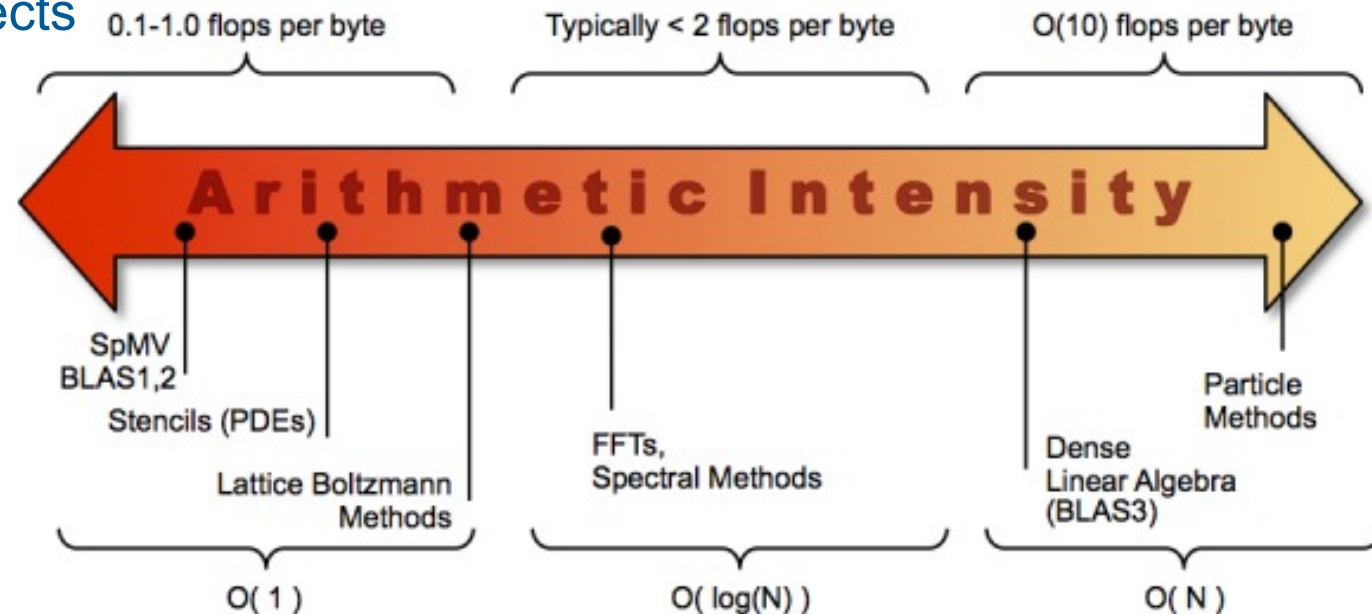 ects
0.1-1.0 flops per byte
Typically < 2 flops per byte
O(10) flops per byte
Arithmetic Intensity
SpMV
BLAS1,2
Stencils (PDEs)
Lattice Boltzmann
Methods
FFTs,
Spectral Methods
Dense
Linear Algebra
(BLAS3)
Particle
Methods
O( 1 )
O( log(N) )
O( N )